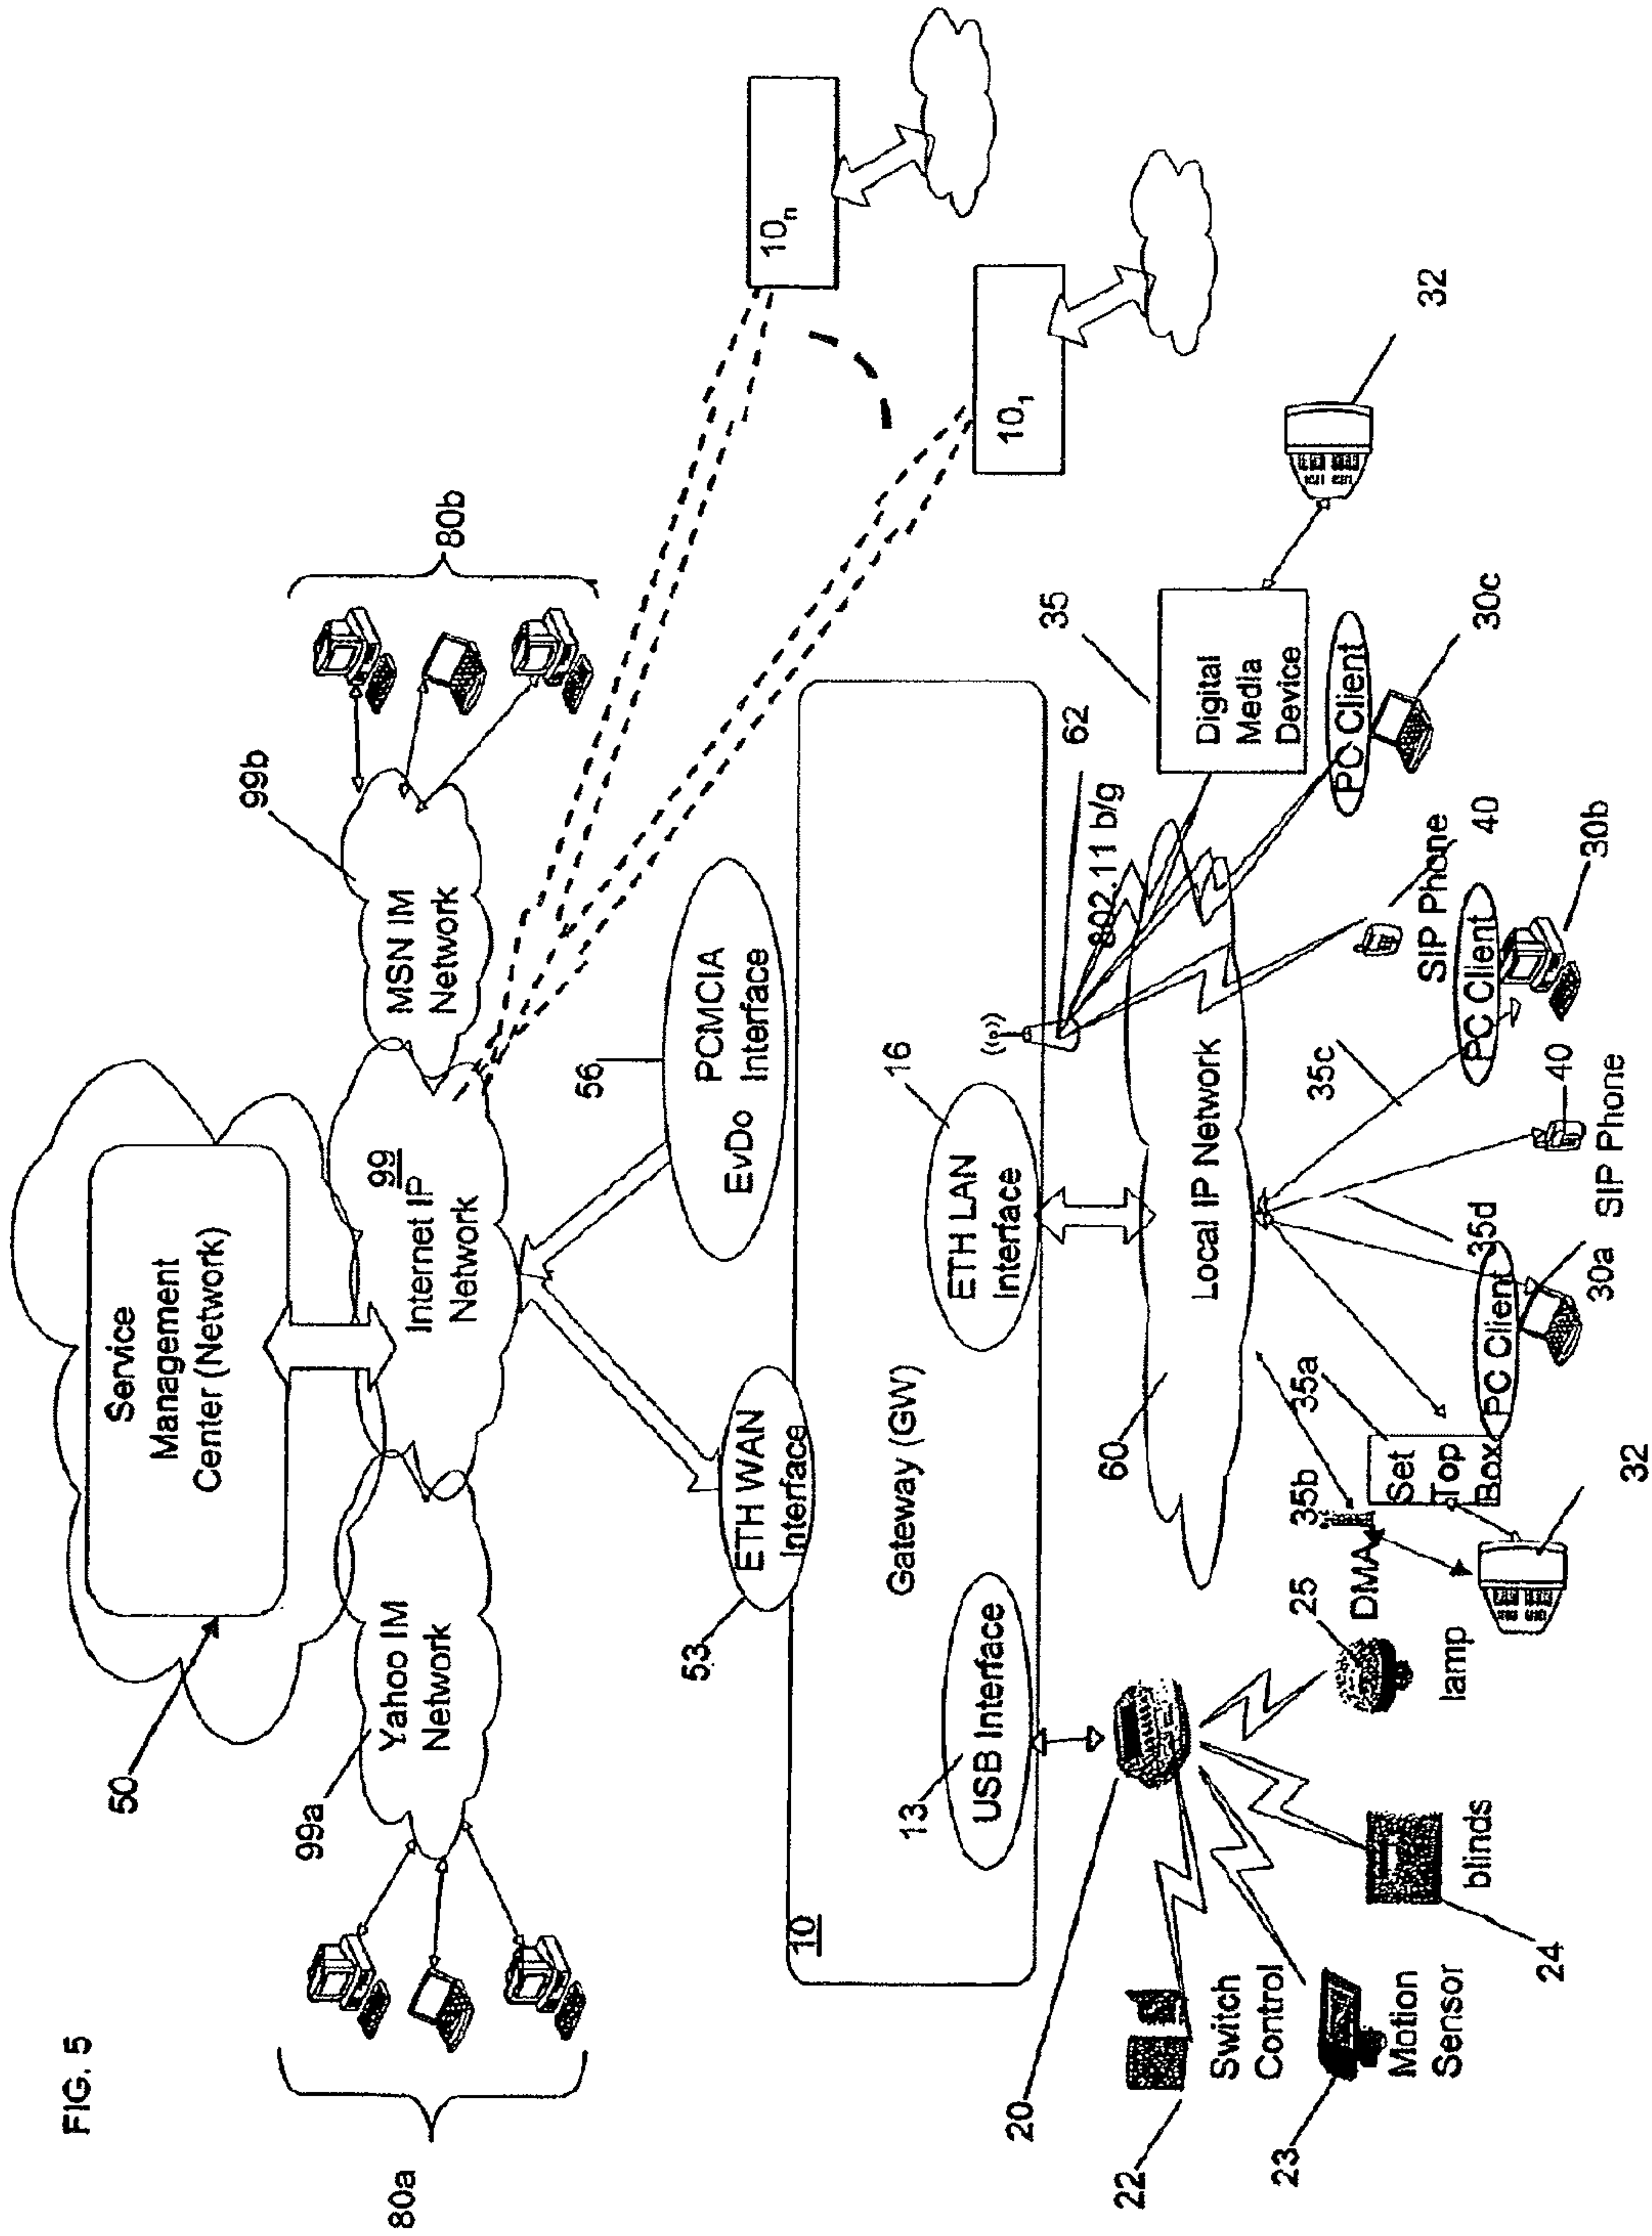 FIG. 5
80a
80b
50
Service
Management
Center (Network)
99a
Yahoo IM
Network
99
Internet IP
Network
MSN IM
Network
99b
53
ETH WAN
Interface
56
PCMCIA
EvDo Interface
10
Gateway (GW)
13
USB Interface
16
ETH LAN
Interface
62
802.11 b/g
10n
101
60
Local IP Network
20
22
Switch
Control
23
Motion
Sensor
24
blinds
25
lamp
DMA
35b
35a
Set
Top
Box
32
PC Client
30a
35d
SIP Phone
40
35c
PC Client
30b
SIP Phone
40
35
Digital
Media
Device
PC Client
30c
32